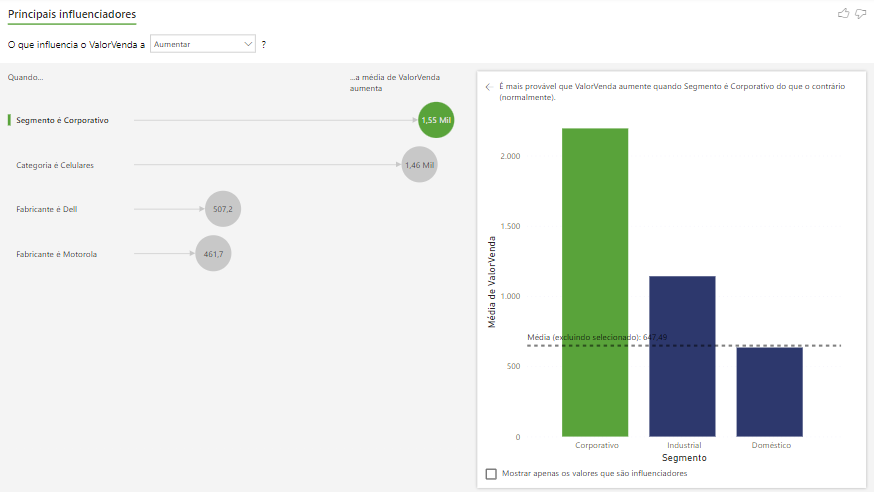 Principais influenciadores
O que influencia o ValorVenda a Aumentar ?
Quando...
...a média de ValorVenda
aumenta
Segmento é Corporativo
1,55 Mil
Categoria é Celulares
1,46 Mil
Fabricante é Dell
507,2
Fabricante é Motorola
461,7
É mais provável que ValorVenda aumente quando Segmento é Corporativo do que o contrário
(normalmente).
Média de ValorVenda
2.000
1.500
1.000
500
0
Média (excluindo selecionado): 647,49
Corporativo Industrial Doméstico
Segmento
Mostrar apenas os valores que são influenciadores